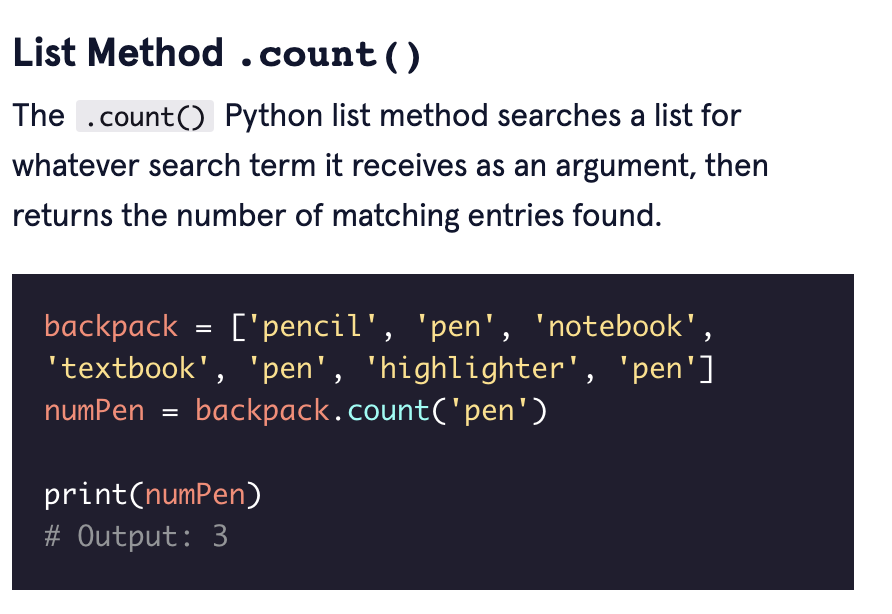 List Method .count()
The .count() Python list method searches a list for
whatever search term it receives as an argument, then
returns the number of matching entries found.
backpack = ['pencil', 'pen', 'notebook',
'textbook', 'pen', 'highlighter', 'pen']
numPen = backpack.count('pen')
print(numPen)
# Output: 3